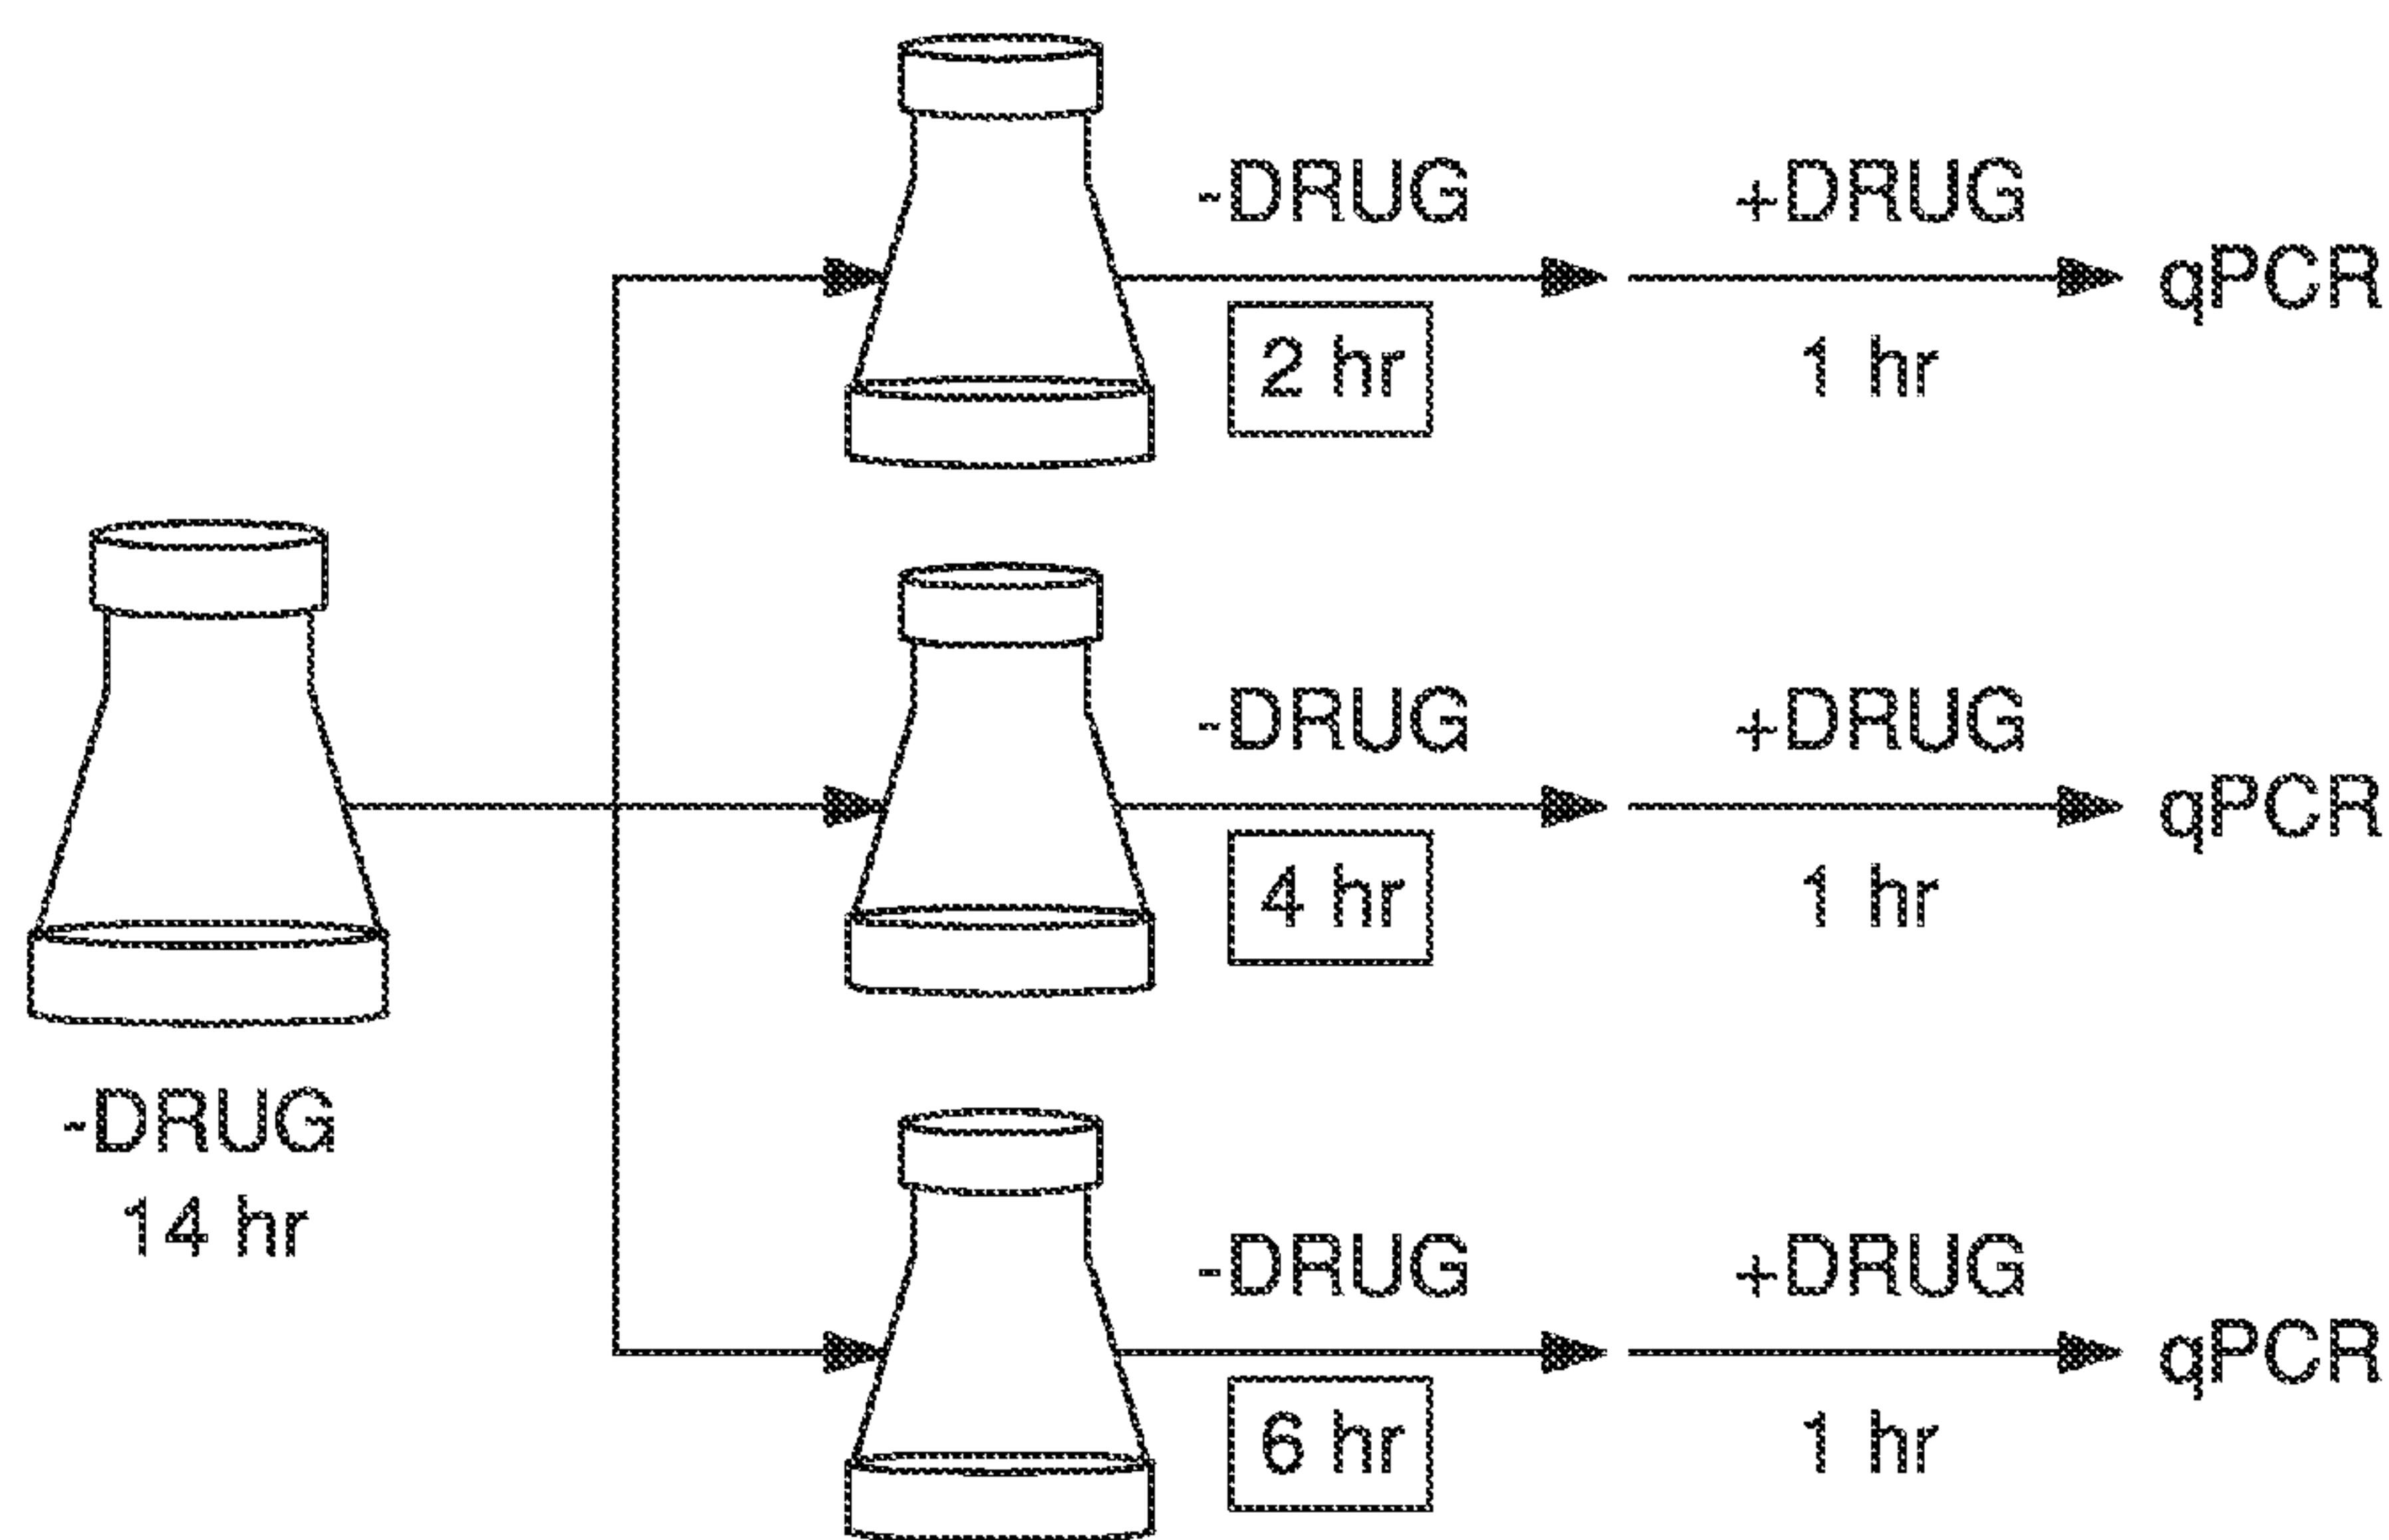 -DRUG +DRUG
qPCR
2 hr 1 hr
-DRUG +DRUG
qPCR
4 hr 1 hr
-DRUG
14 hr
-DRUG +DRUG
qPCR
6 hr 1 hr